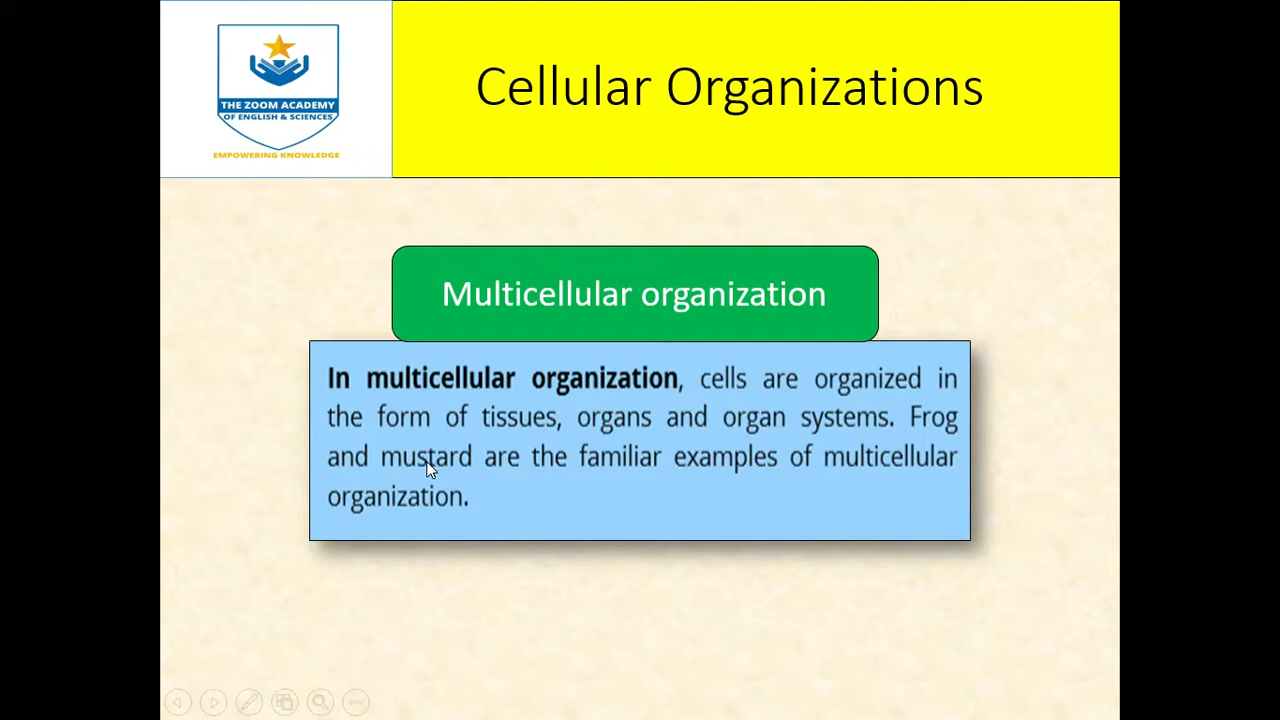 THE ZOOM ACADEMY
OF ENGLISH & SCIENCES
EMPOWERING KNOWLEDGE
Cellular Organizations
Multicellular organization
In multicellular organization, cells are organized in
the form of tissues, organs and organ systems. Frog
and mustard are the familiar examples of multicellular
organization.